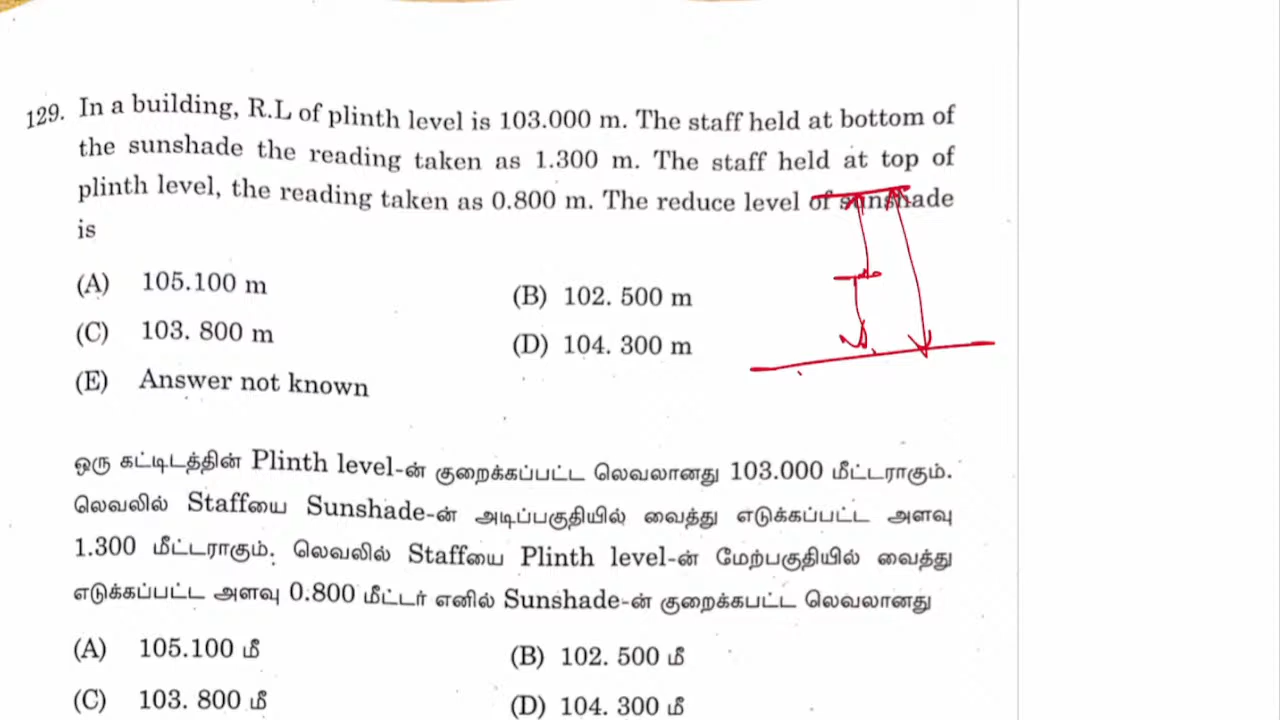 129. In a building, R.L of plinth level is 103.000 m. The staff held at bottom of
the sunshade the reading taken as 1.300 m. The staff held at top of
plinth level, the reading taken as 0.800 m. The reduce level of sunshade
is
(A) 105.100 m
(B) 102. 500 m
(C) 103. 800 m
(D) 104. 300 m
(E) Answer not known
ஒரு கட்டிடத்தின் Plinth level-ன் குறைக்கப்பட்ட லெவலானது 103.000 மீட்டராகும்.
லெவலில் Staffயை Sunshade-ன் அடிப்பகுதியில் வைத்து எடுக்கப்பட்ட அளவு
1.300 மீட்டராகும். லெவலில் Staffயை Plinth level-ன் மேற்பகுதியில் வைத்து
எடுக்கப்பட்ட அளவு 0.800 மீட்டர் எனில் Sunshade-ன் குறைக்கபட்ட லெவலானது
(A) 105.100 மீ
(B) 102. 500 மீ
(C) 103. 800 மீ
(D) 104. 300 மீ